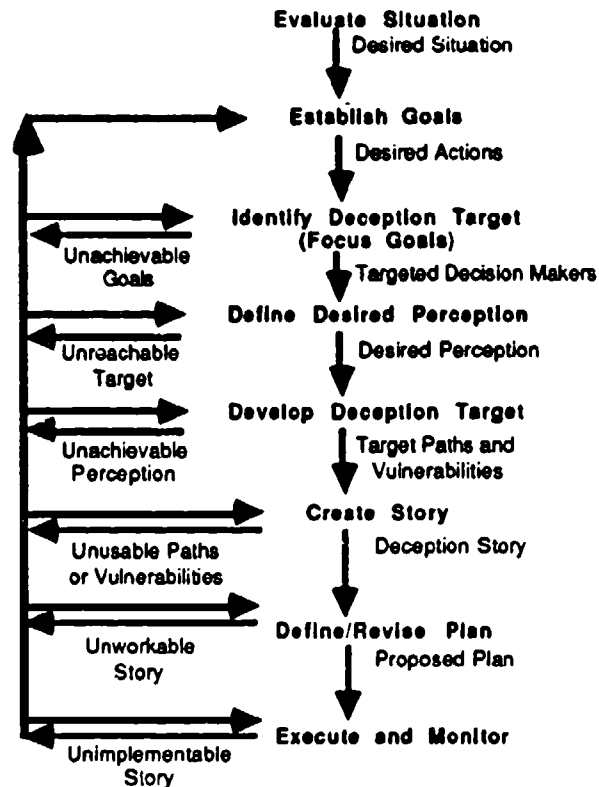 Evaluate Situation
Desired Situation
Establish Goals
Desired Actions
Identify Deception Target
(Focus Goals)
Unachievable
Goals
Targeted Decision Makers
Define Desired Perception
Unreachable
Target
Desired Perception
Develop Deception Target
Unachievable
Perception
Target Paths and
Vulnerabilities
Create Story
Unusable Paths
or Vulnerabilities
Deception Story
Define/Revise Plan
Unworkable
Story
Proposed Plan
Execute and Monitor
Unimplementable
Story